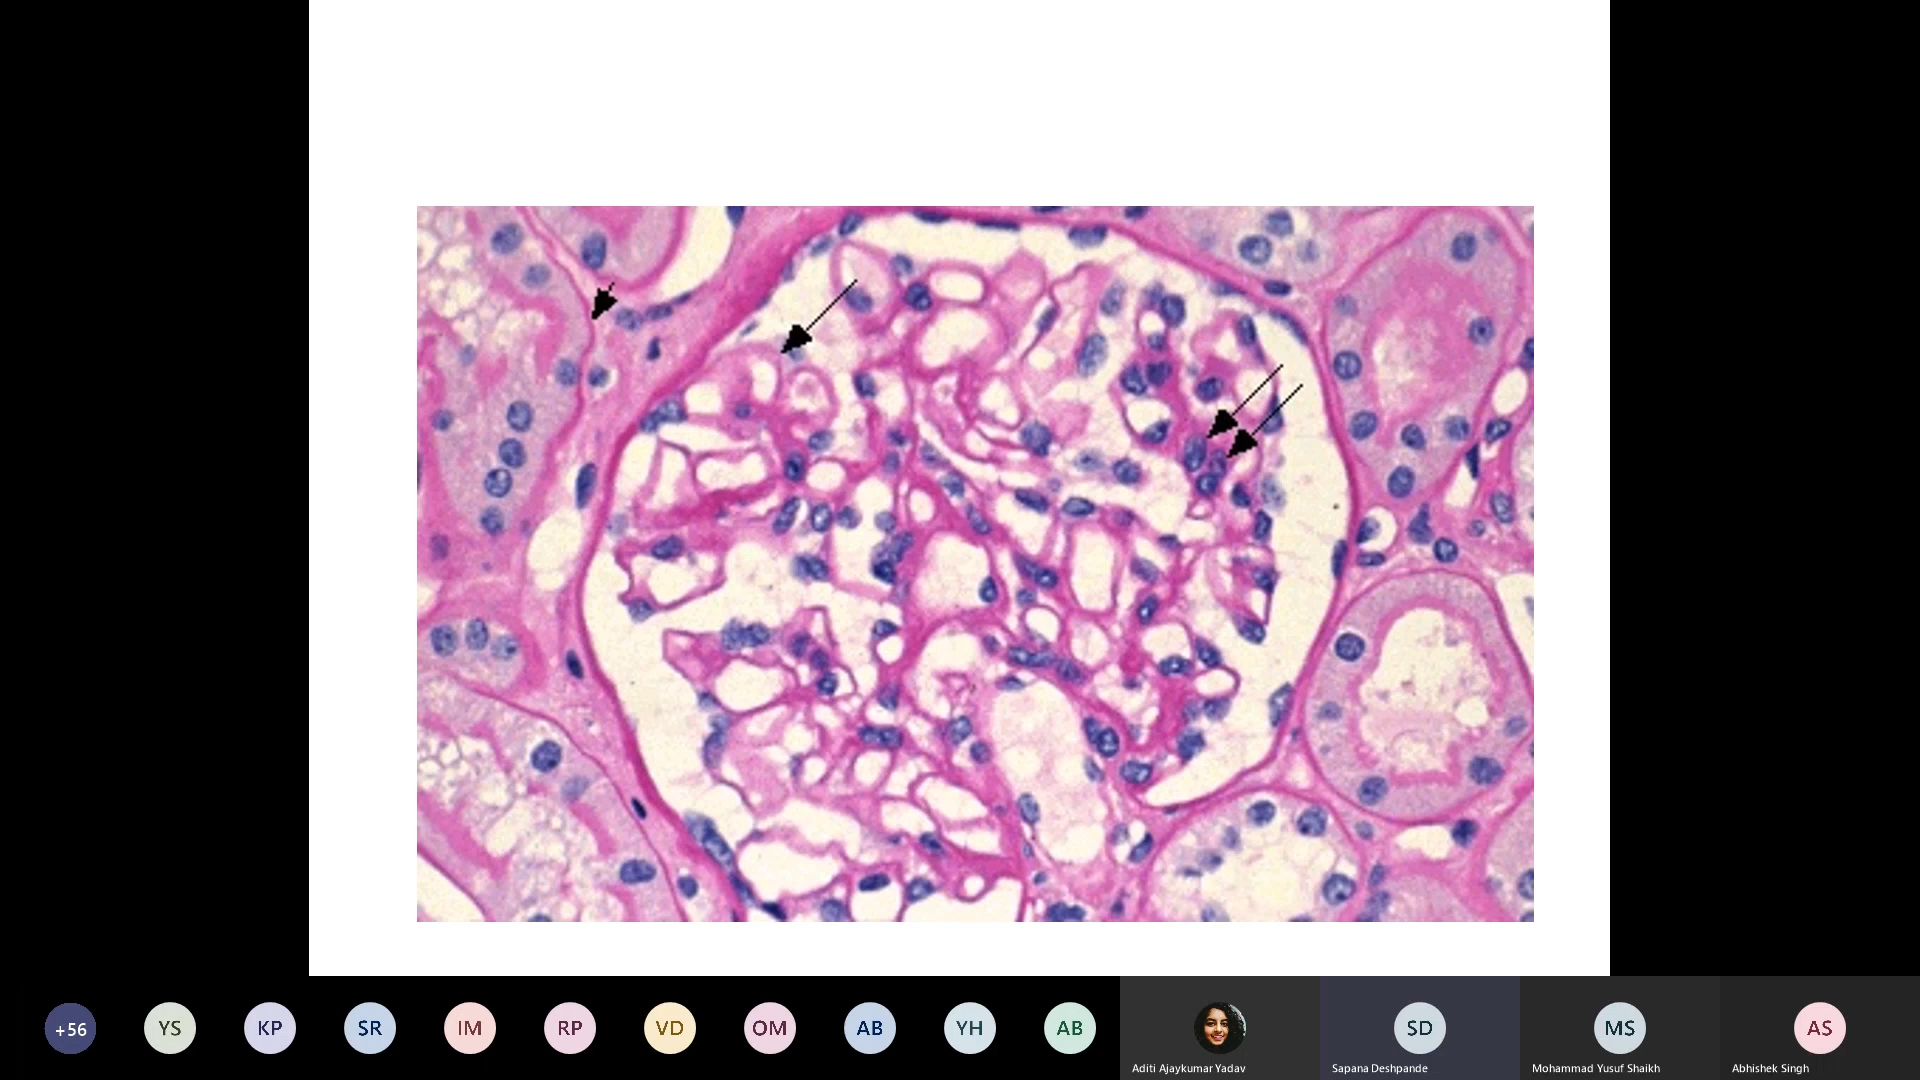 +56
YS
KP
SR
IM
RP
VD
OM
AB
YH
AB
SD
MS
AS
Aditi Ajaykumar Yadav
Sapana Deshpande
Mohammad Yusuf Shaikh
Abhishek Singh